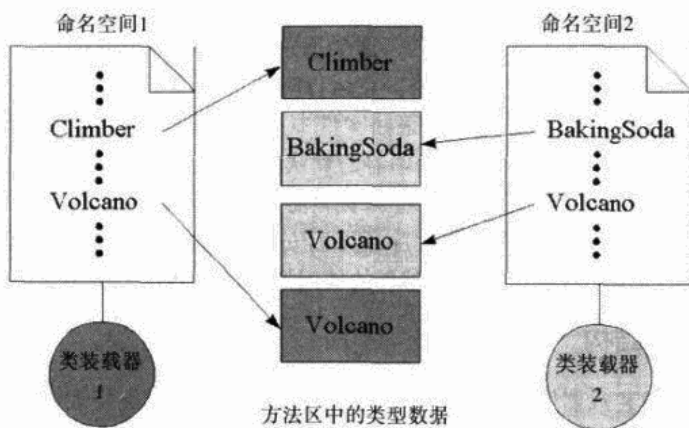 命名空间1
Climber
Volcano
类装载器
1
Climber
BakingSoda
Volcano
Volcano
方法区中的类型数据
命名空间2
BakingSoda
Volcano
类装载器
2